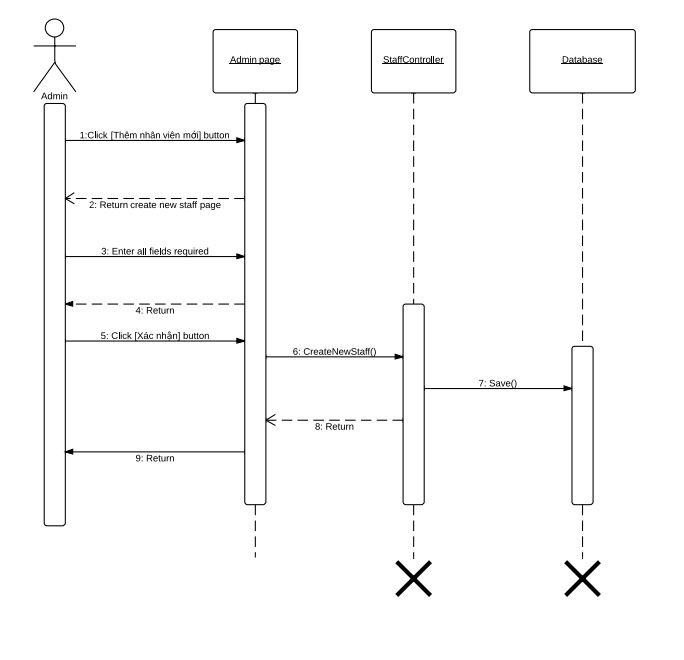 Admin
Admin page
StaffController
Database
1:Click [Thêm nhân viên mới] button
2: Return create new staff page
3: Enter all fields required
4: Return
5: Click [Xác nhận] button
6: CreateNewStaff()
7: Save()
8: Return
9: Return